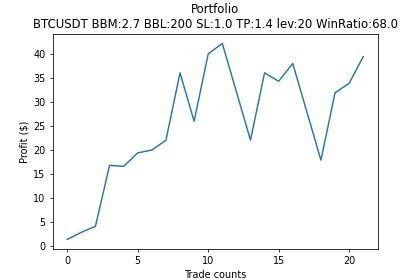 Portfolio
BTCUSDT BBM:2.7 BBL:200 SL:1.0 TP:1.4 lev:20 WinRatio:68.0
40
35
30
25
20
15
10
5
0
Profit ($)
0 5 10 15 20
Trade counts